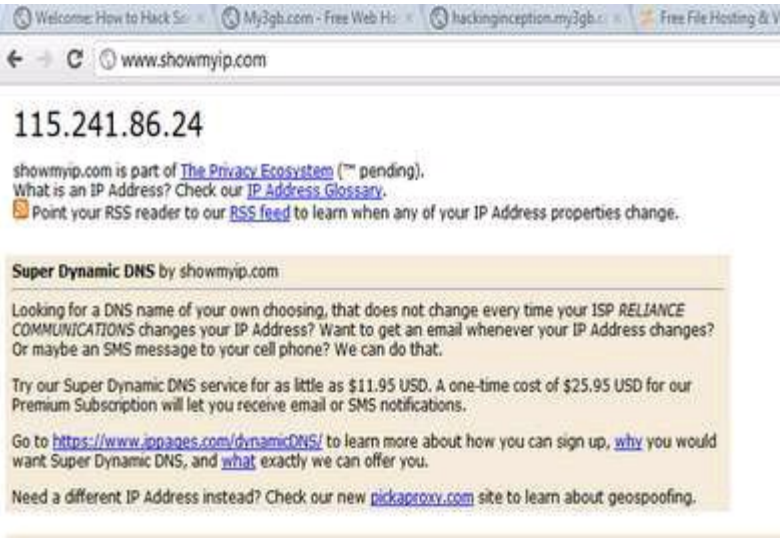 Welcome: How to Hack
My3gb.com - Free Web
hackinginception.my3gb.c
Free File Hosting & V
www.showmyip.com
115.241.86.24
showmyip.com is part of The Privacy Ecosystem (™ pending).
What is an IP Address? Check our IP Address Glossary.
Point your RSS reader to our RSS feed to learn when any of your IP Address properties change.
Super Dynamic DNS by showmyip.com
Looking for a DNS name of your own choosing, that does not change every time your ISP RELIANCE
COMMUNICATIONS changes your IP Address? Want to get an email whenever your IP Address changes?
Or maybe an SMS message to your cell phone? We can do that.
Try our Super Dynamic DNS service for as little as $11.95 USD. A one-time cost of $25.95 USD for our
Premium Subscription will let you receive email or SMS notifications.
Go to https://www.ippages.com/dynamicDNS/ to learn more about how you can sign up, why you would
want Super Dynamic DNS, and what exactly we can offer you.
Need a different IP Address instead? Check our new pickaproxy.com site to learn about geospoofing.